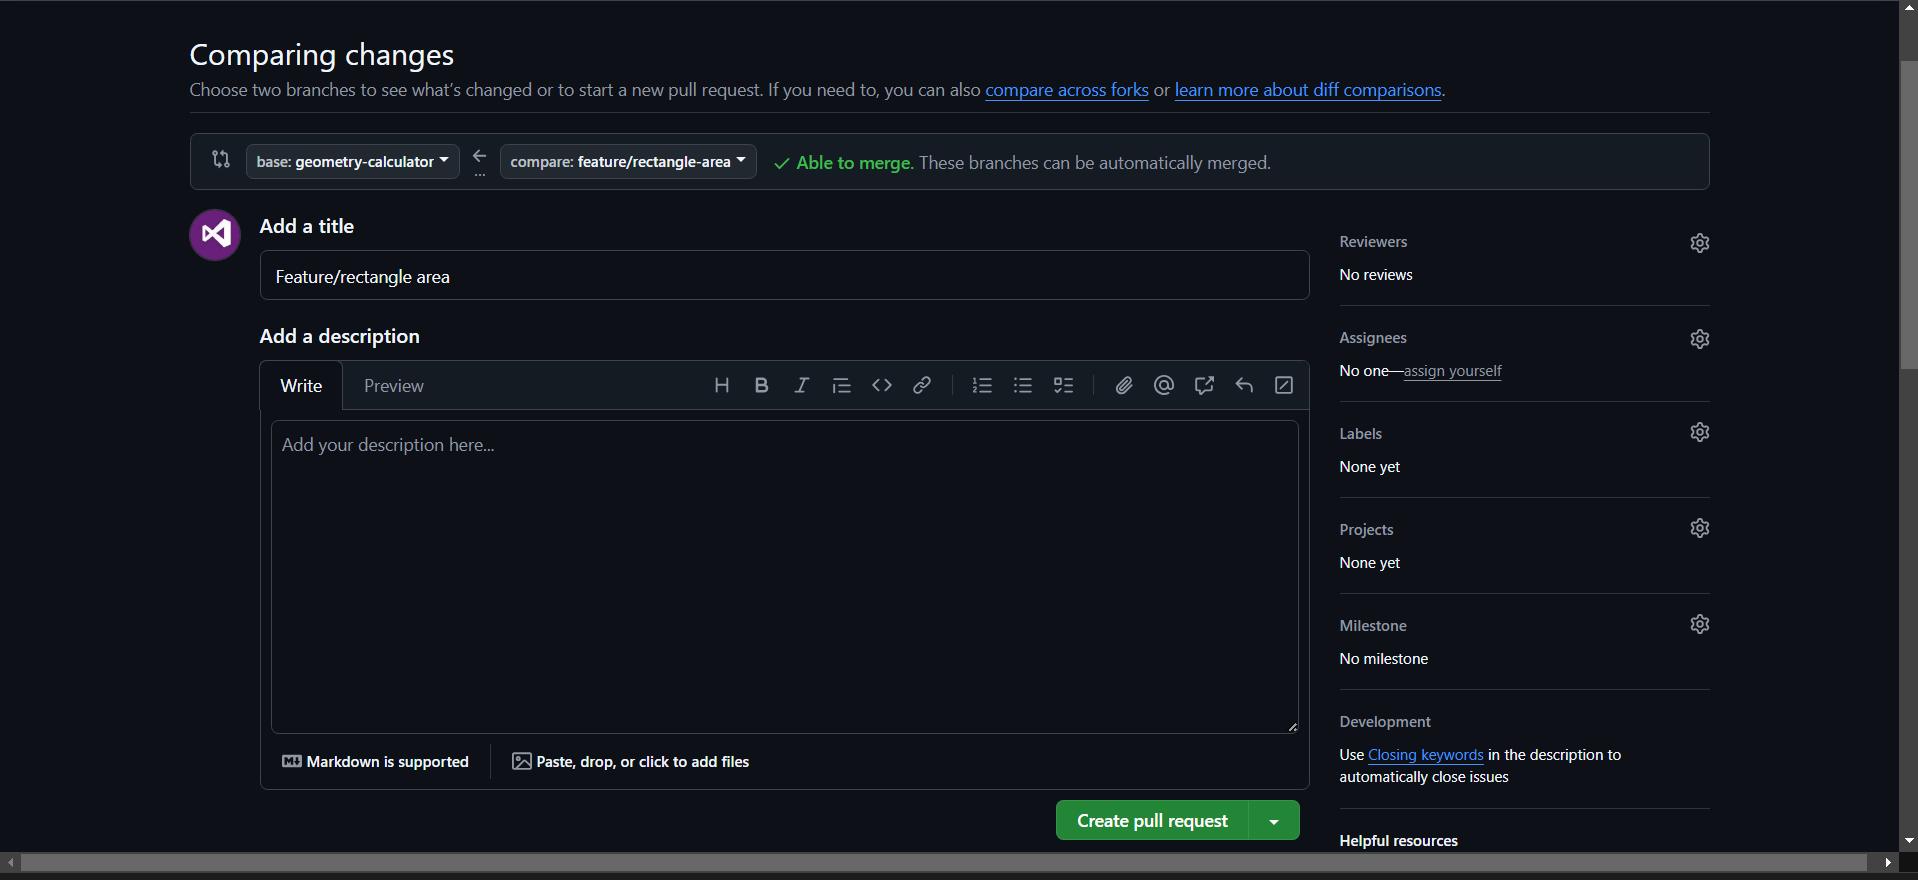 Comparing changes
Choose two branches to see what’s changed or to start a new pull request. If you need to, you can also compare across forks or learn more about diff comparisons.
base: geometry-calculator ... compare: feature/rectangle-area Able to merge. These branches can be automatically merged.
Add a title
Feature/rectangle area
Add a description
Write Preview
Add your description here...
Markdown is supported Paste, drop, or click to add files
Create pull request
Reviewers
No reviews
Assignees
No one—assign yourself
Labels
None yet
Projects
None yet
Milestone
No milestone
Development
Use Closing keywords in the description to
automatically close issues
Helpful resources